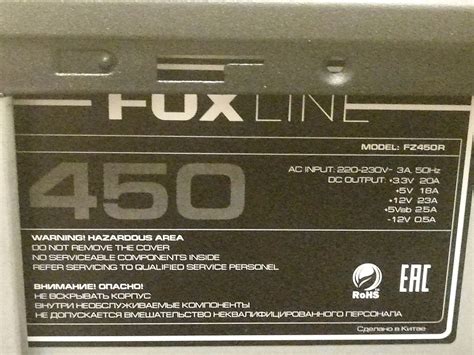 FOX LINE
MODEL: FZ450R
450
AC INPUT: 220-230V~ 3A, 50Hz
DC OUTPUT: +3.3V 20A
+5V 18A
+12V 23A
+5Vsb 2.5A
-12V 0.5A
WARNING! HAZARDOUS AREA
DO NOT REMOVE THE COVER
NO SERVICEABLE COMPONENTS INSIDE
REFER SERVICING TO QUALIFIED SERVICE PERSONEL
ВНИМАНИЕ! ОПАСНО!
НЕ ВСКРЫВАТЬ КОРПУС
ВНУТРИ НЕОБСЛУЖИВАЕМЫЕ КОМПОНЕНТЫ
НЕ ДОПУСКАЕТСЯ ВМЕШАТЕЛЬСТВО НЕКВАЛИФИЦИРОВАННОГО ПЕРСОНАЛА
RoHS
EAC
Сделано в Китае